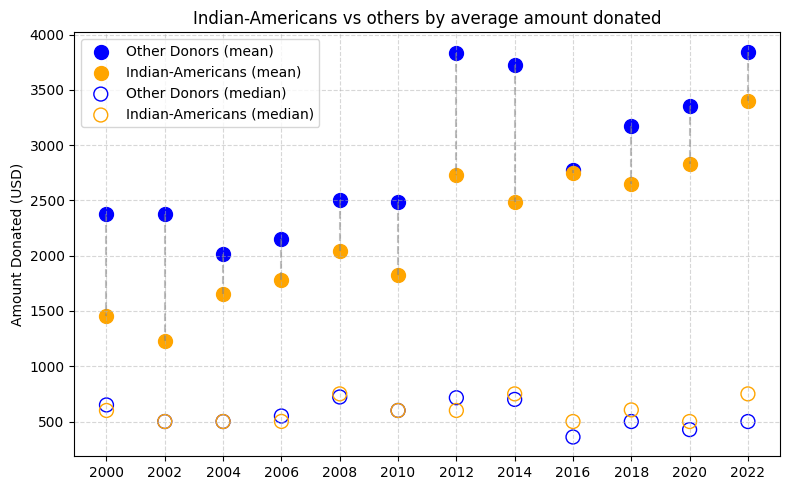 Indian-Americans vs others by average amount donated
Other Donors (mean)
Indian-Americans (mean)
Other Donors (median)
Indian-Americans (median)
Amount Donated (USD)
4000
3500
3000
2500
2000
1500
1000
500
2000 2002 2004 2006 2008 2010 2012 2014 2016 2018 2020 2022